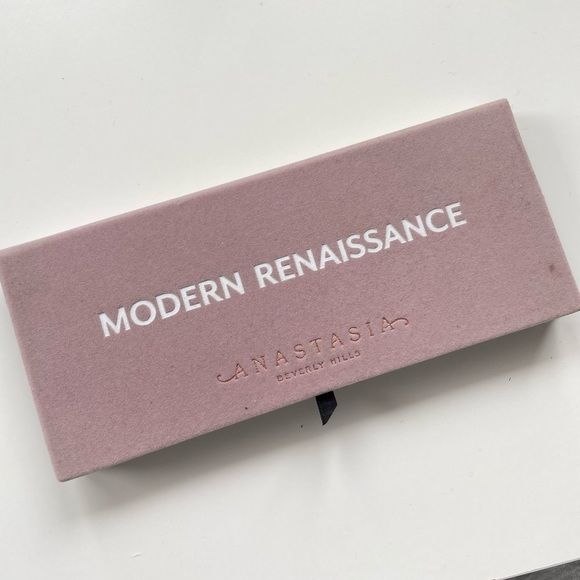 MODERN RENAISSANCE
ANASTASIA
BEVERLY HILLS